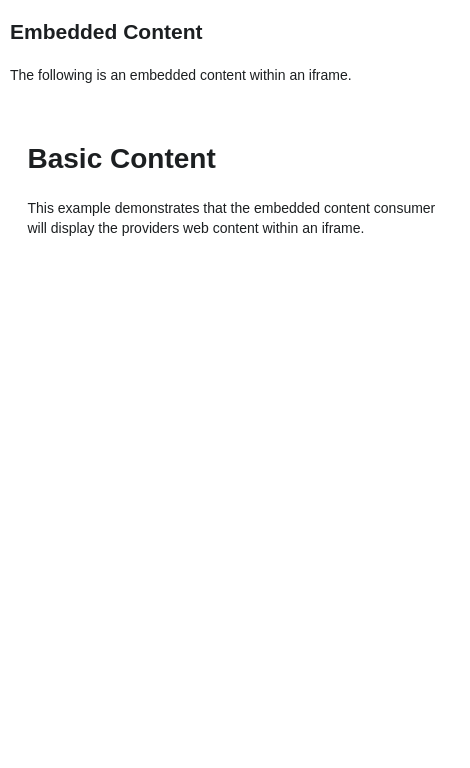 Embedded Content
The following is an embedded content within an iframe.
Basic Content
This example demonstrates that the embedded content consumer
will display the providers web content within an iframe.